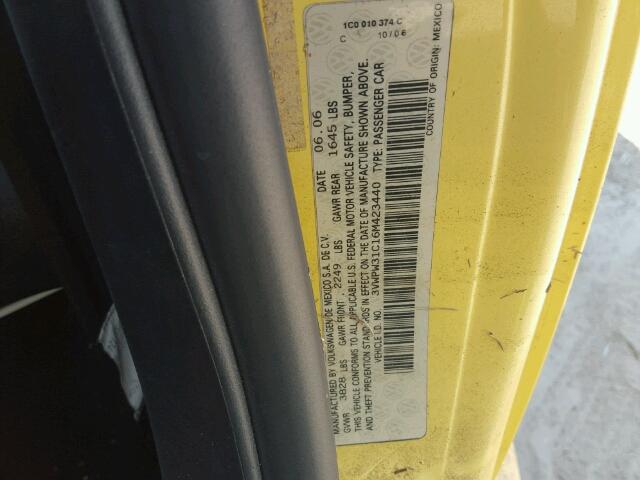 1C0 010 374 C
C 10/06
MANUFACTURED BY VOLKSWAGEN DE MEXICO S.A. DE C.V. DATE 06.06
GVWR 3828 LBS GAWR FRONT 2249 LBS GAWR REAR 1645 LBS
THIS VEHICLE CONFORMS TO ALL APPLICABLE U.S. FEDERAL MOTOR VEHICLE SAFETY, BUMPER,
AND THEFT PREVENTION STANDARDS IN EFFECT ON THE DATE OF MANUFACTURE SHOWN ABOVE.
VEHICLE I.D. NO. 3VWPW31C16M423440 TYPE: PASSENGER CAR
COUNTRY OF ORIGIN: MEXICO